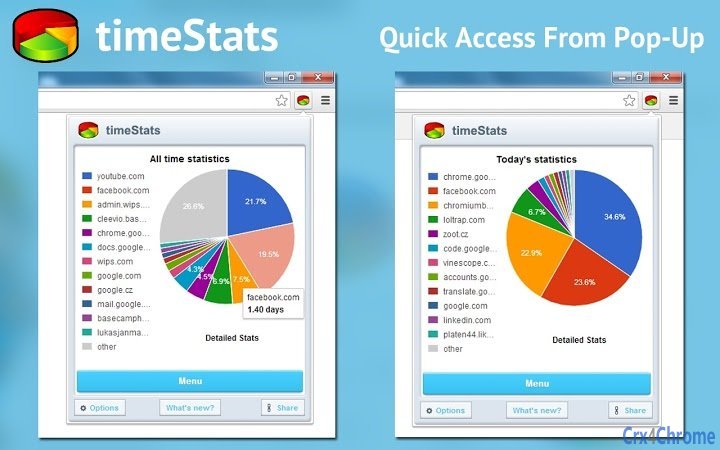 timeStats
Quick Access From Pop-Up
timeStats
All time statistics
youtube.com
facebook.com
admin.wips....
cleevio.bas...
chrome.goo...
docs.google...
wips.com
google.com
google.cz
mail.google....
basecamph...
lukasjanma...
other
26.6%
21.7%
19.5%
7.5%
6.9%
4.5%
4.3%
facebook.com
1.40 days
Detailed Stats
Menu
Options
What's new?
Share
timeStats
Today's statistics
chrome.goo...
facebook.com
chromiumb...
loltrap.com
zoot.cz
code.google...
vinescope.c...
accounts.go...
translate.go...
google.com
linkedin.com
platen44.lik...
other
34.6%
23.6%
22.9%
6.7%
Detailed Stats
Menu
Options
What's new?
Share
Crx4Chrome